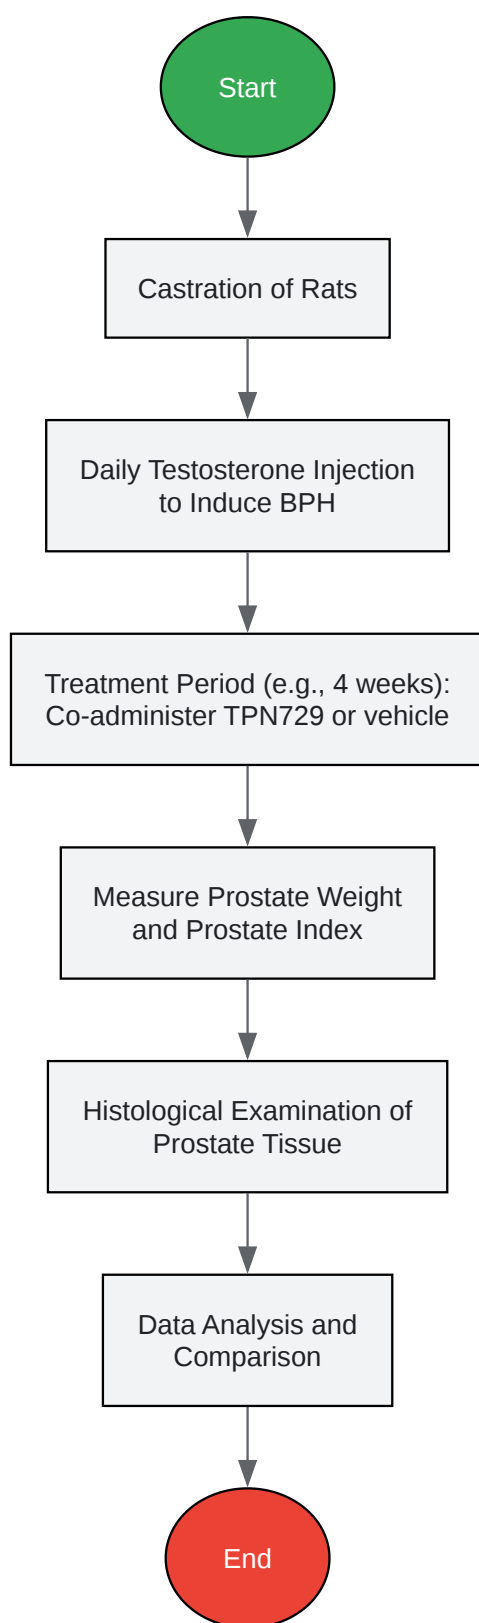 Start
Castration of Rats
Daily Testosterone Injection
to Induce BPH
Treatment Period (e.g., 4 weeks):
Co-administer TPN729 or vehicle
Measure Prostate Weight
and Prostate Index
Histological Examination of
Prostate Tissue
Data Analysis and
Comparison
End